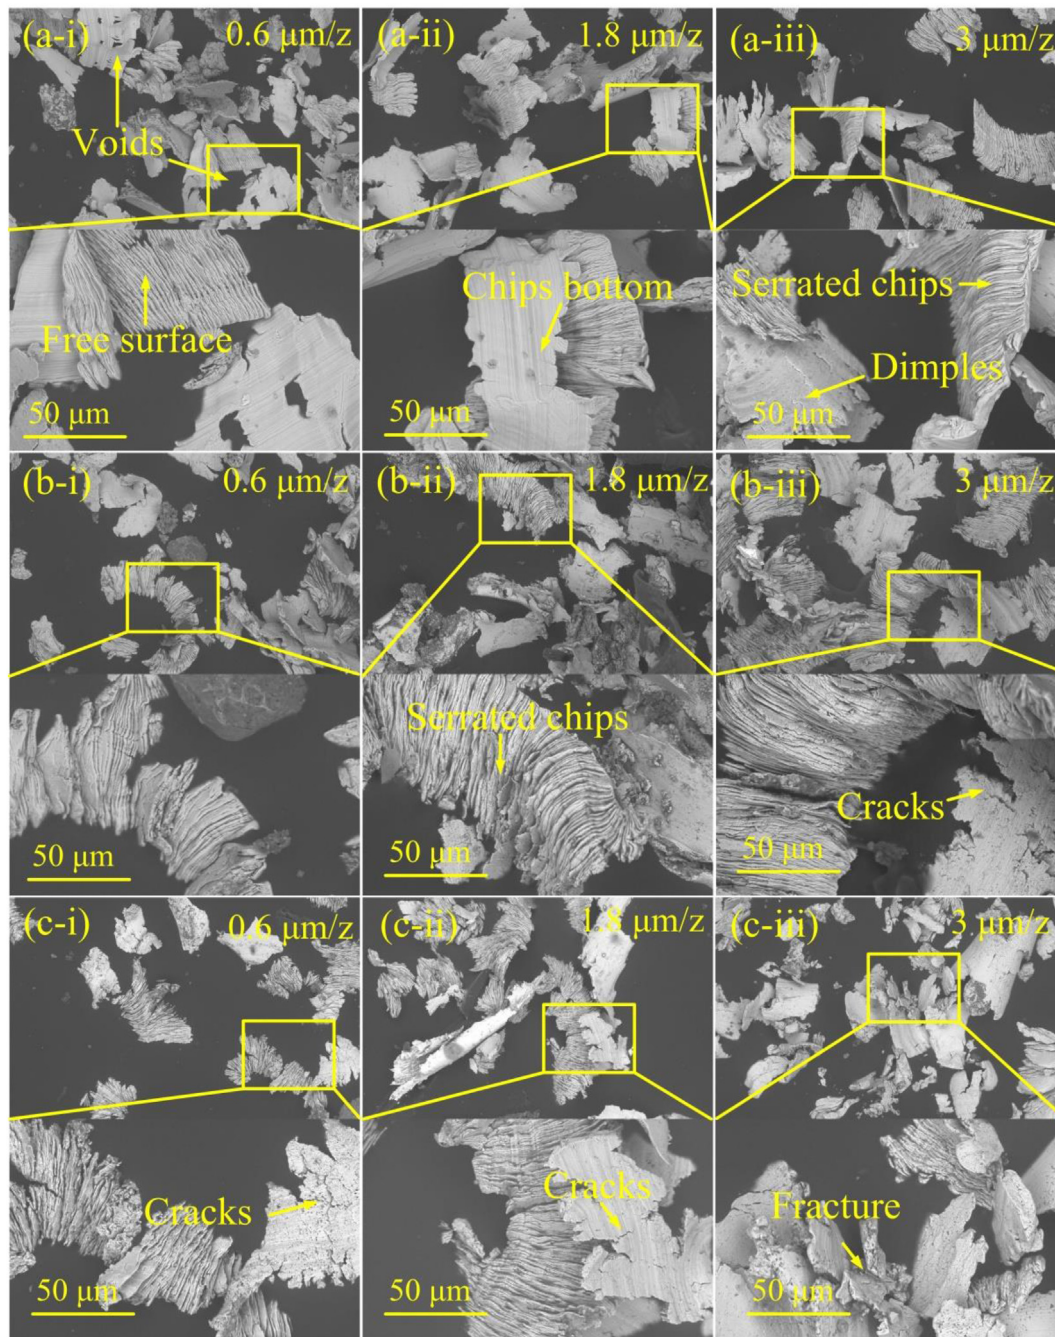 (a-i) 0.6 μm/z
Voids
Free surface
50 μm
(a-ii) 1.8 μm/z
Chips bottom
50 μm
(a-iii) 3 μm/z
Serrated chips
Dimples
50 μm
(b-i) 0.6 μm/z
50 μm
(b-ii) 1.8 μm/z
Serrated chips
50 μm
(b-iii) 3 μm/z
Cracks
50 μm
(c-i) 0.6 μm/z
Cracks
50 μm
(c-ii) 1.8 μm/z
Cracks
50 μm
(c-iii) 3 μm/z
Fracture
50 μm